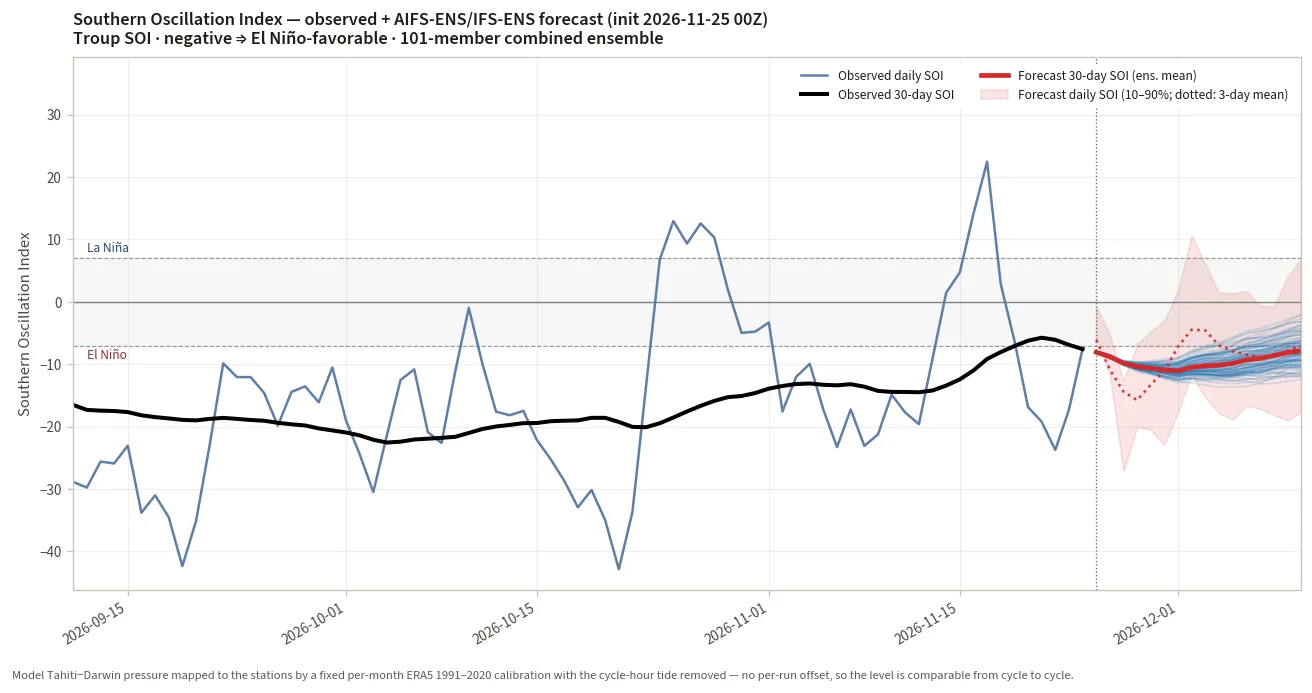 Southern Oscillation Index — observed + AIFS-ENS/IFS-ENS forecast (init 2026-11-25 00Z)
Troup SOI · negative ⇒ El Niño-favorable · 101-member combined ensemble
Observed daily SOI
Observed 30-day SOI
Forecast 30-day SOI (ens. mean)
Forecast daily SOI (10–90%; dotted: 3-day mean)
Southern Oscillation Index
30
20
10
0
−10
−20
−30
−40
La Niña
El Niño
2026-09-15
2026-10-01
2026-10-15
2026-11-01
2026-11-15
2026-12-01
Model Tahiti−Darwin pressure mapped to the stations by a fixed per-month ERA5 1991–2020 calibration with the cycle-hour tide removed — no per-run offset, so the level is comparable from cycle to cycle.